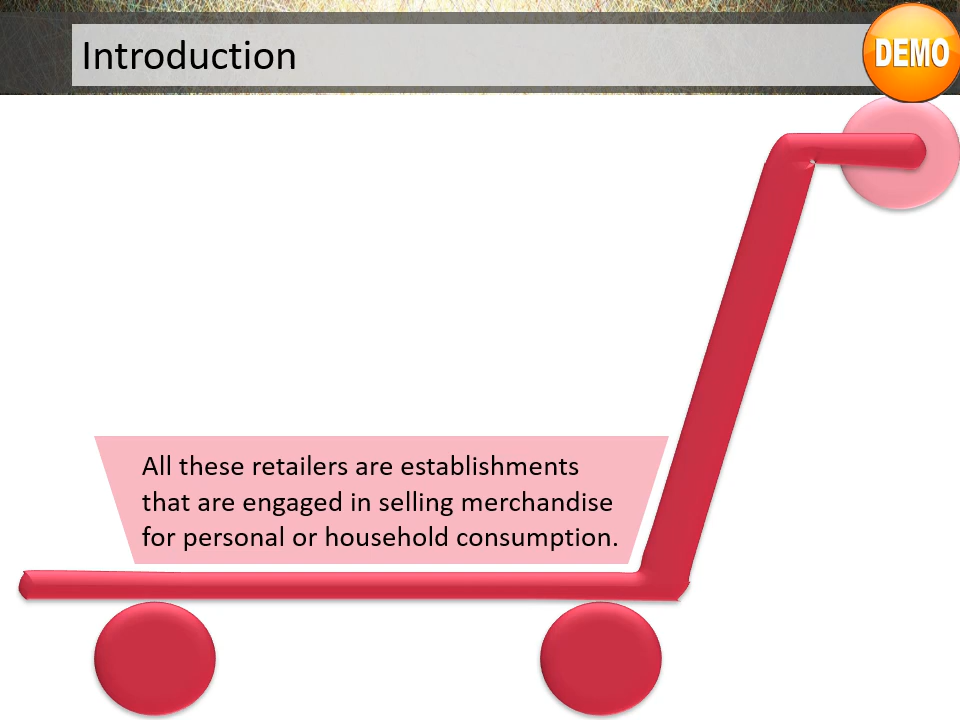 Introduction
DEMO
All these retailers are establishments
that are engaged in selling merchandise
for personal or household consumption.